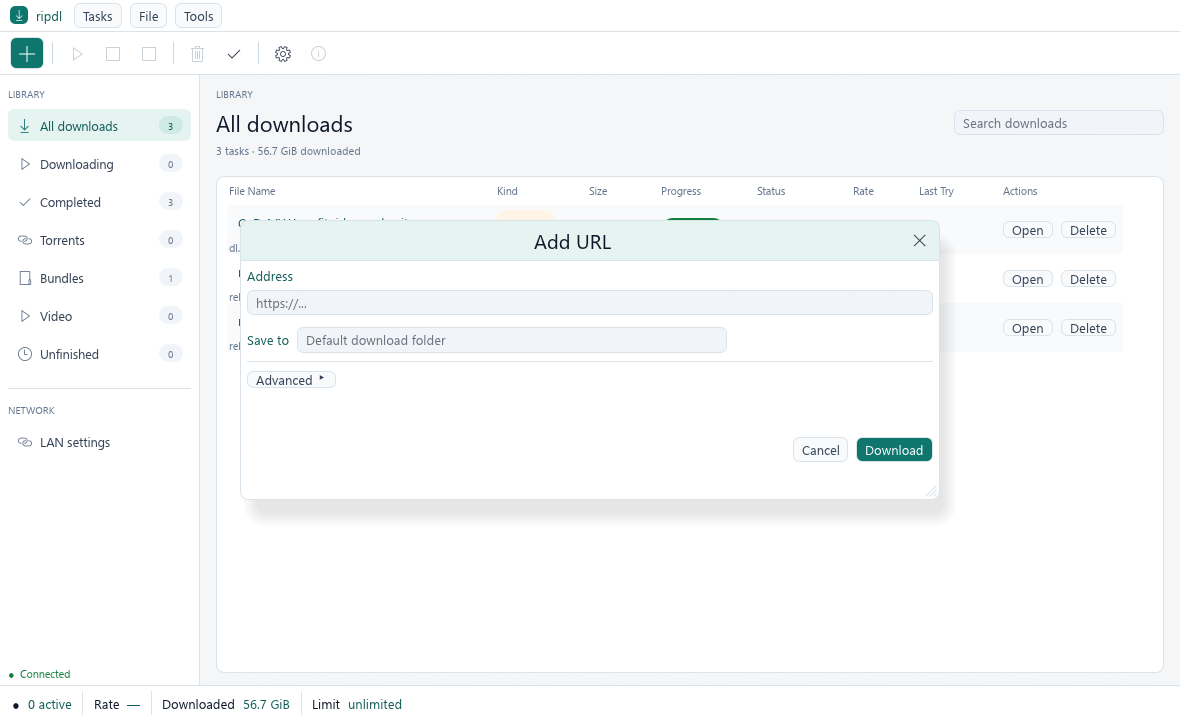 ripdl Tasks File Tools
LIBRARY
All downloads 3
Downloading 0
Completed 3
Torrents 0
Bundles 1
Video 0
Unfinished 0
NETWORK
LAN settings
Connected
LIBRARY
All downloads
Search downloads
3 tasks · 56.7 GiB downloaded
File Name Kind Size Progress Status Rate Last Try Actions
Open Delete
dl.
Open Delete
rel
Open Delete
rel
Add URL
Address
https://...
Save to Default download folder
Advanced
Cancel Download
0 active Rate — Downloaded 56.7 GiB Limit unlimited